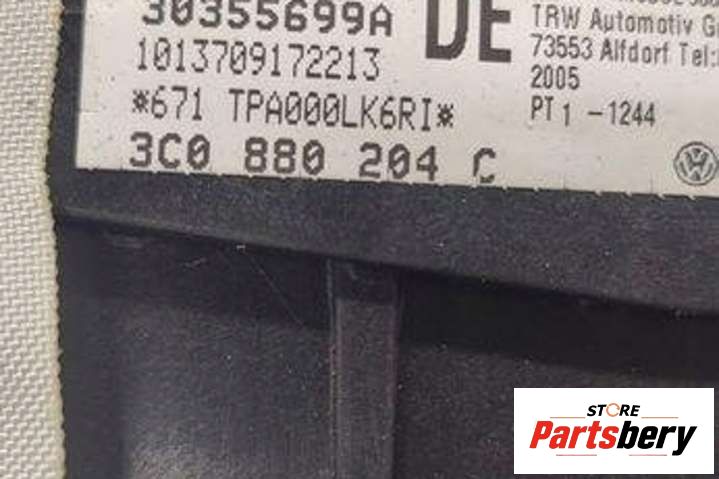 30355699A
DE
TRW Automotiv G
1013709172213
73553 Alfdorf Tel:
2005
*671 TPA000LK6RI*
PT 1 -1244
3C0 880 204 C
STORE
Partsbery